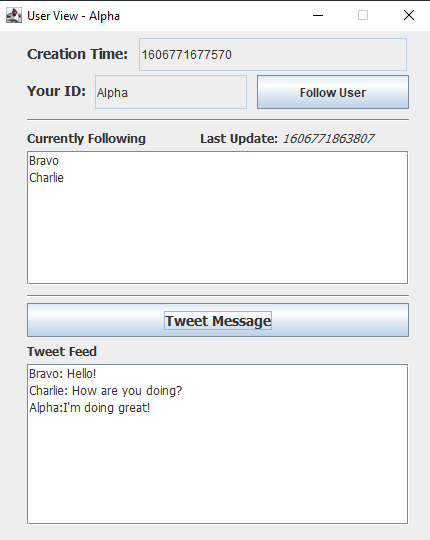 User View - Alpha
Creation Time: 1606771677570
Your ID: Alpha Follow User
Currently Following Last Update: 1606771863807
Bravo
Charlie
Tweet Message
Tweet Feed
Bravo: Hello!
Charlie: How are you doing?
Alpha:I'm doing great!